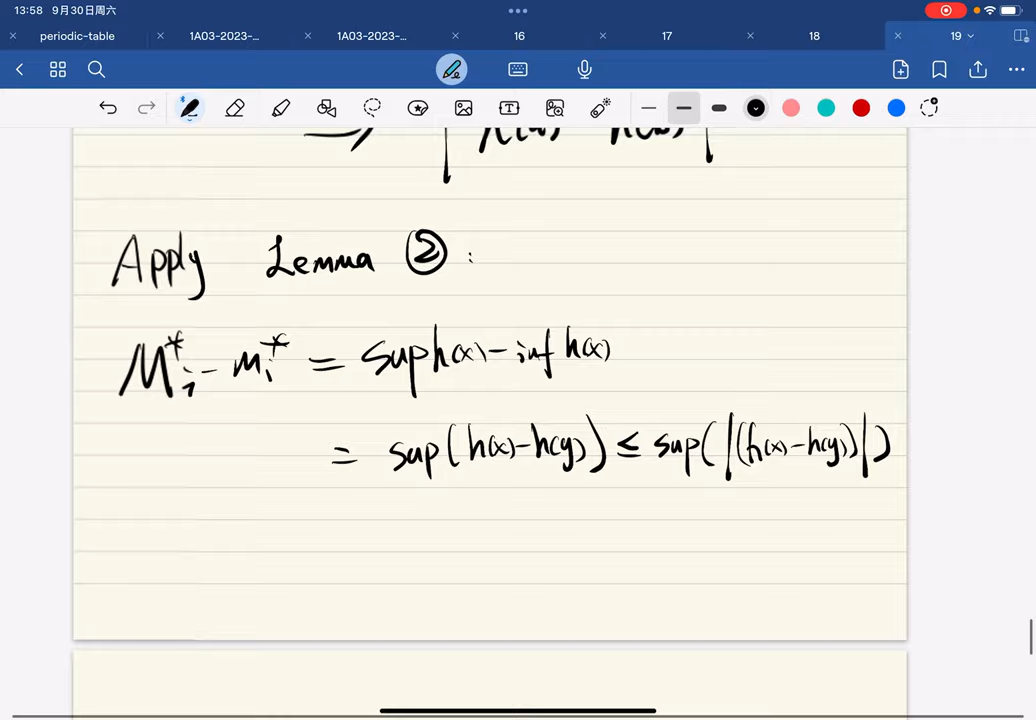 13:58 9月30日周六
periodic-table
1A03-2023-...
1A03-2023-...
16
17
18
19
Apply Lemma ② :
M*i - m*i = sup h(x) - inf h(x)
= sup(h(x) - h(y)) ≤ sup(|(h(x) - h(y))|)